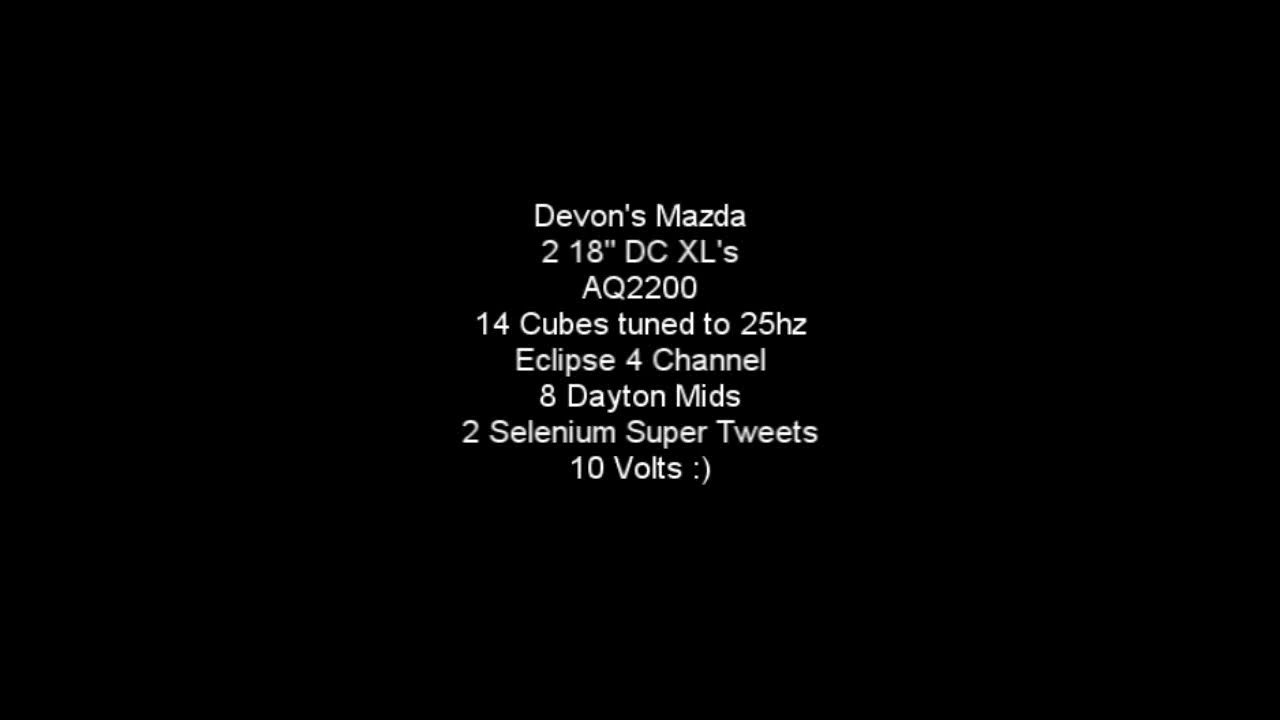 Devon's Mazda
2 18" DC XL's
AQ2200
14 Cubes tuned to 25hz
Eclipse 4 Channel
8 Dayton Mids
2 Selenium Super Tweets
10 Volts :)